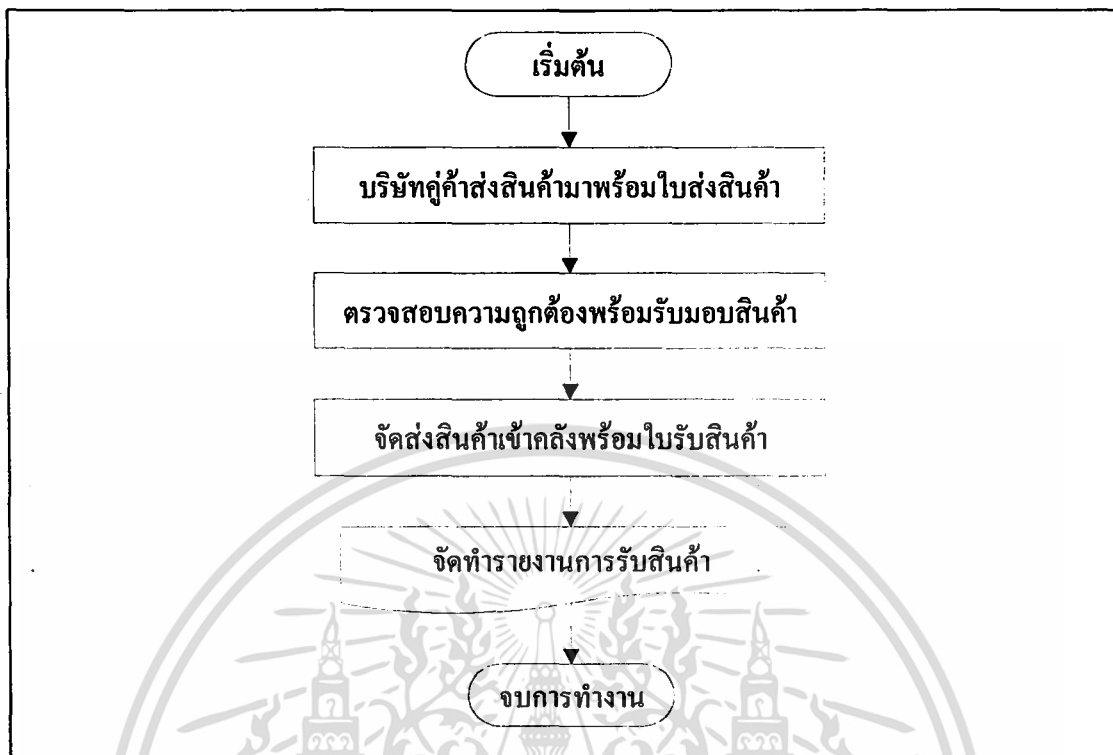 เริ่มต้น
บริษัทคู่ค้าส่งสินค้ามาพร้อมใบส่งสินค้า
ตรวจสอบความถูกต้องพร้อมรับมอบสินค้า
จัดส่งสินค้าเข้าคลังพร้อมใบรับสินค้า
จัดทำรายงานการรับสินค้า
จบการทำงาน